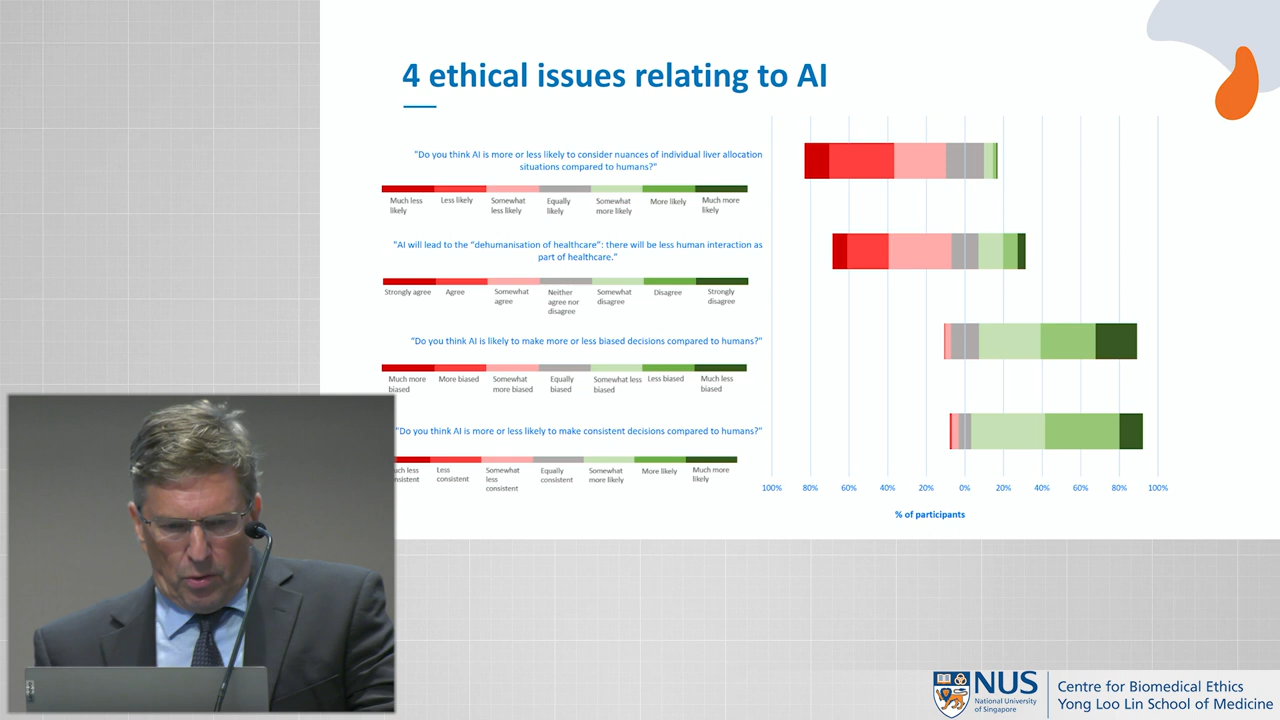 4 ethical issues relating to AI
"Do you think AI is more or less likely to consider nuances of individual liver allocation
situations compared to humans?"
Much less likely
Less likely
Somewhat less likely
Equally likely
Somewhat more likely
More likely
Much more likely
"AI will lead to the “dehumanisation of healthcare”: there will be less human interaction as
part of healthcare."
Strongly agree
Agree
Somewhat agree
Neither agree nor disagree
Somewhat disagree
Disagree
Strongly disagree
“Do you think AI is likely to make more or less biased decisions compared to humans?”
Much more biased
More biased
Somewhat more biased
Equally biased
Somewhat less biased
Less biased
Much less biased
"Do you think AI is more or less likely to make consistent decisions compared to humans?"
less
Less consistent
Somewhat less consistent
Equally consistent
Somewhat more likely
More likely
Much more likely
100% 80% 60% 40% 20% 0% 20% 40% 60% 80% 100%
% of participants
NUS
National University
of Singapore
Centre for Biomedical Ethics
Yong Loo Lin School of Medicine